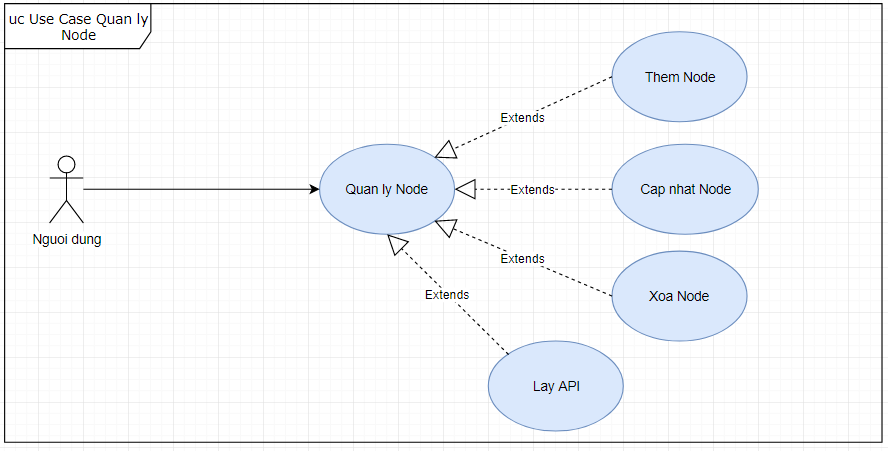 uc Use Case Quan ly
Node
Them Node
Extends
Quan ly Node
Extends
Cap nhat Node
Nguoi dung
Extends
Xoa Node
Extends
Lay API